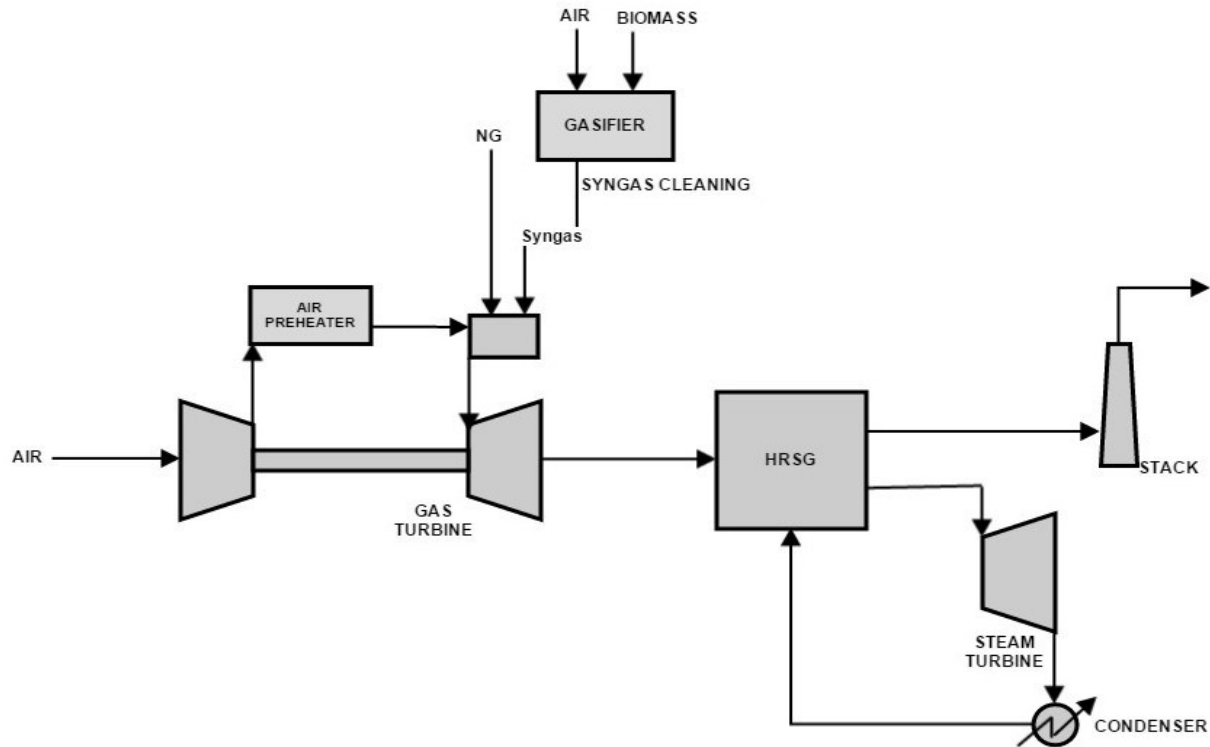 AIR
BIOMASS
GASIFIER
NG
SYNGAS CLEANING
Syngas
AIR
PREHEATER
AIR
HRSG
STACK
GAS
TURBINE
STEAM
TURBINE
CONDENSER